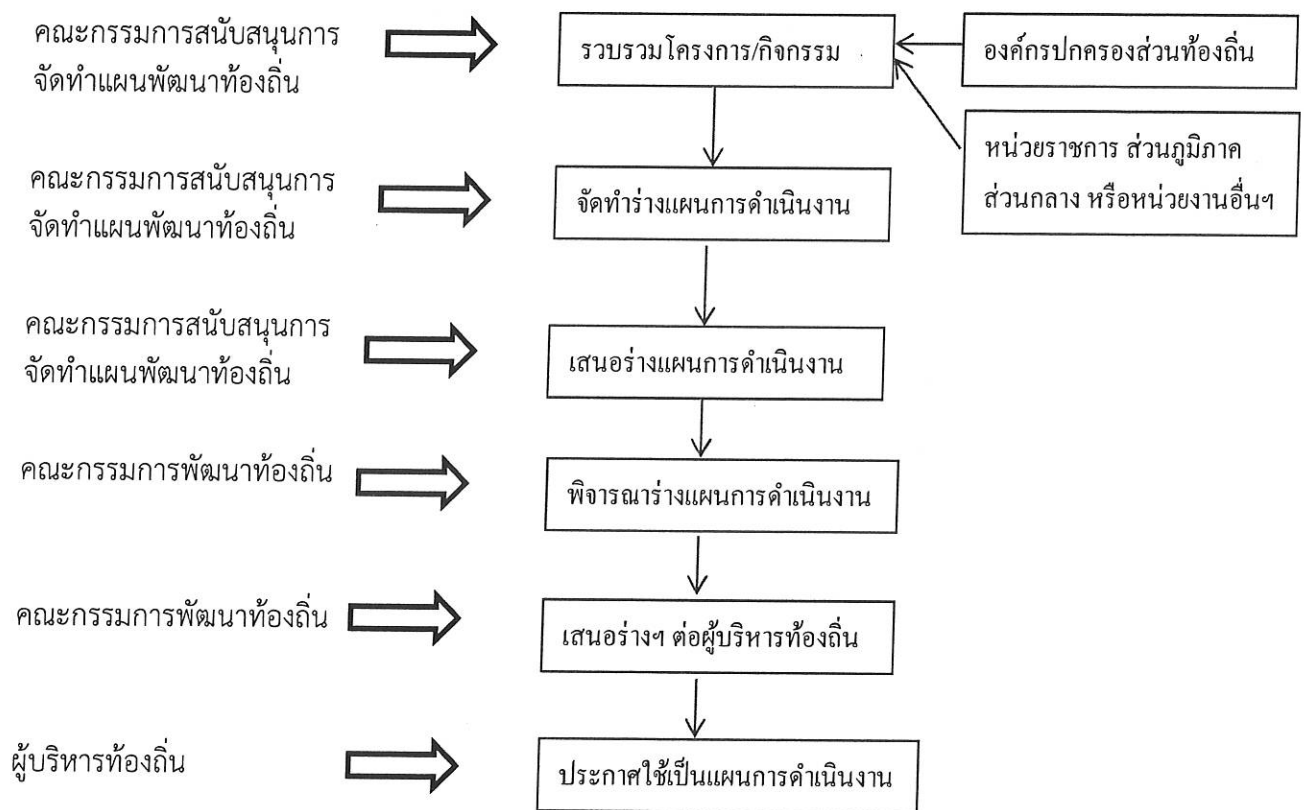 คณะกรรมการสนับสนุนการ
จัดทำแผนพัฒนาท้องถิ่น
รวบรวมโครงการ/กิจกรรม
องค์กรปกครองส่วนท้องถิ่น
หน่วยราชการ ส่วนภูมิภาค
ส่วนกลาง หรือหน่วยงานอื่นๆ
คณะกรรมการสนับสนุนการ
จัดทำแผนพัฒนาท้องถิ่น
จัดทำร่างแผนการดำเนินงาน
คณะกรรมการสนับสนุนการ
จัดทำแผนพัฒนาท้องถิ่น
เสนอร่างแผนการดำเนินงาน
คณะกรรมการพัฒนาท้องถิ่น
พิจารณาร่างแผนการดำเนินงาน
คณะกรรมการพัฒนาท้องถิ่น
เสนอร่างฯ ต่อผู้บริหารท้องถิ่น
ผู้บริหารท้องถิ่น
ประกาศใช้เป็นแผนการดำเนินงาน